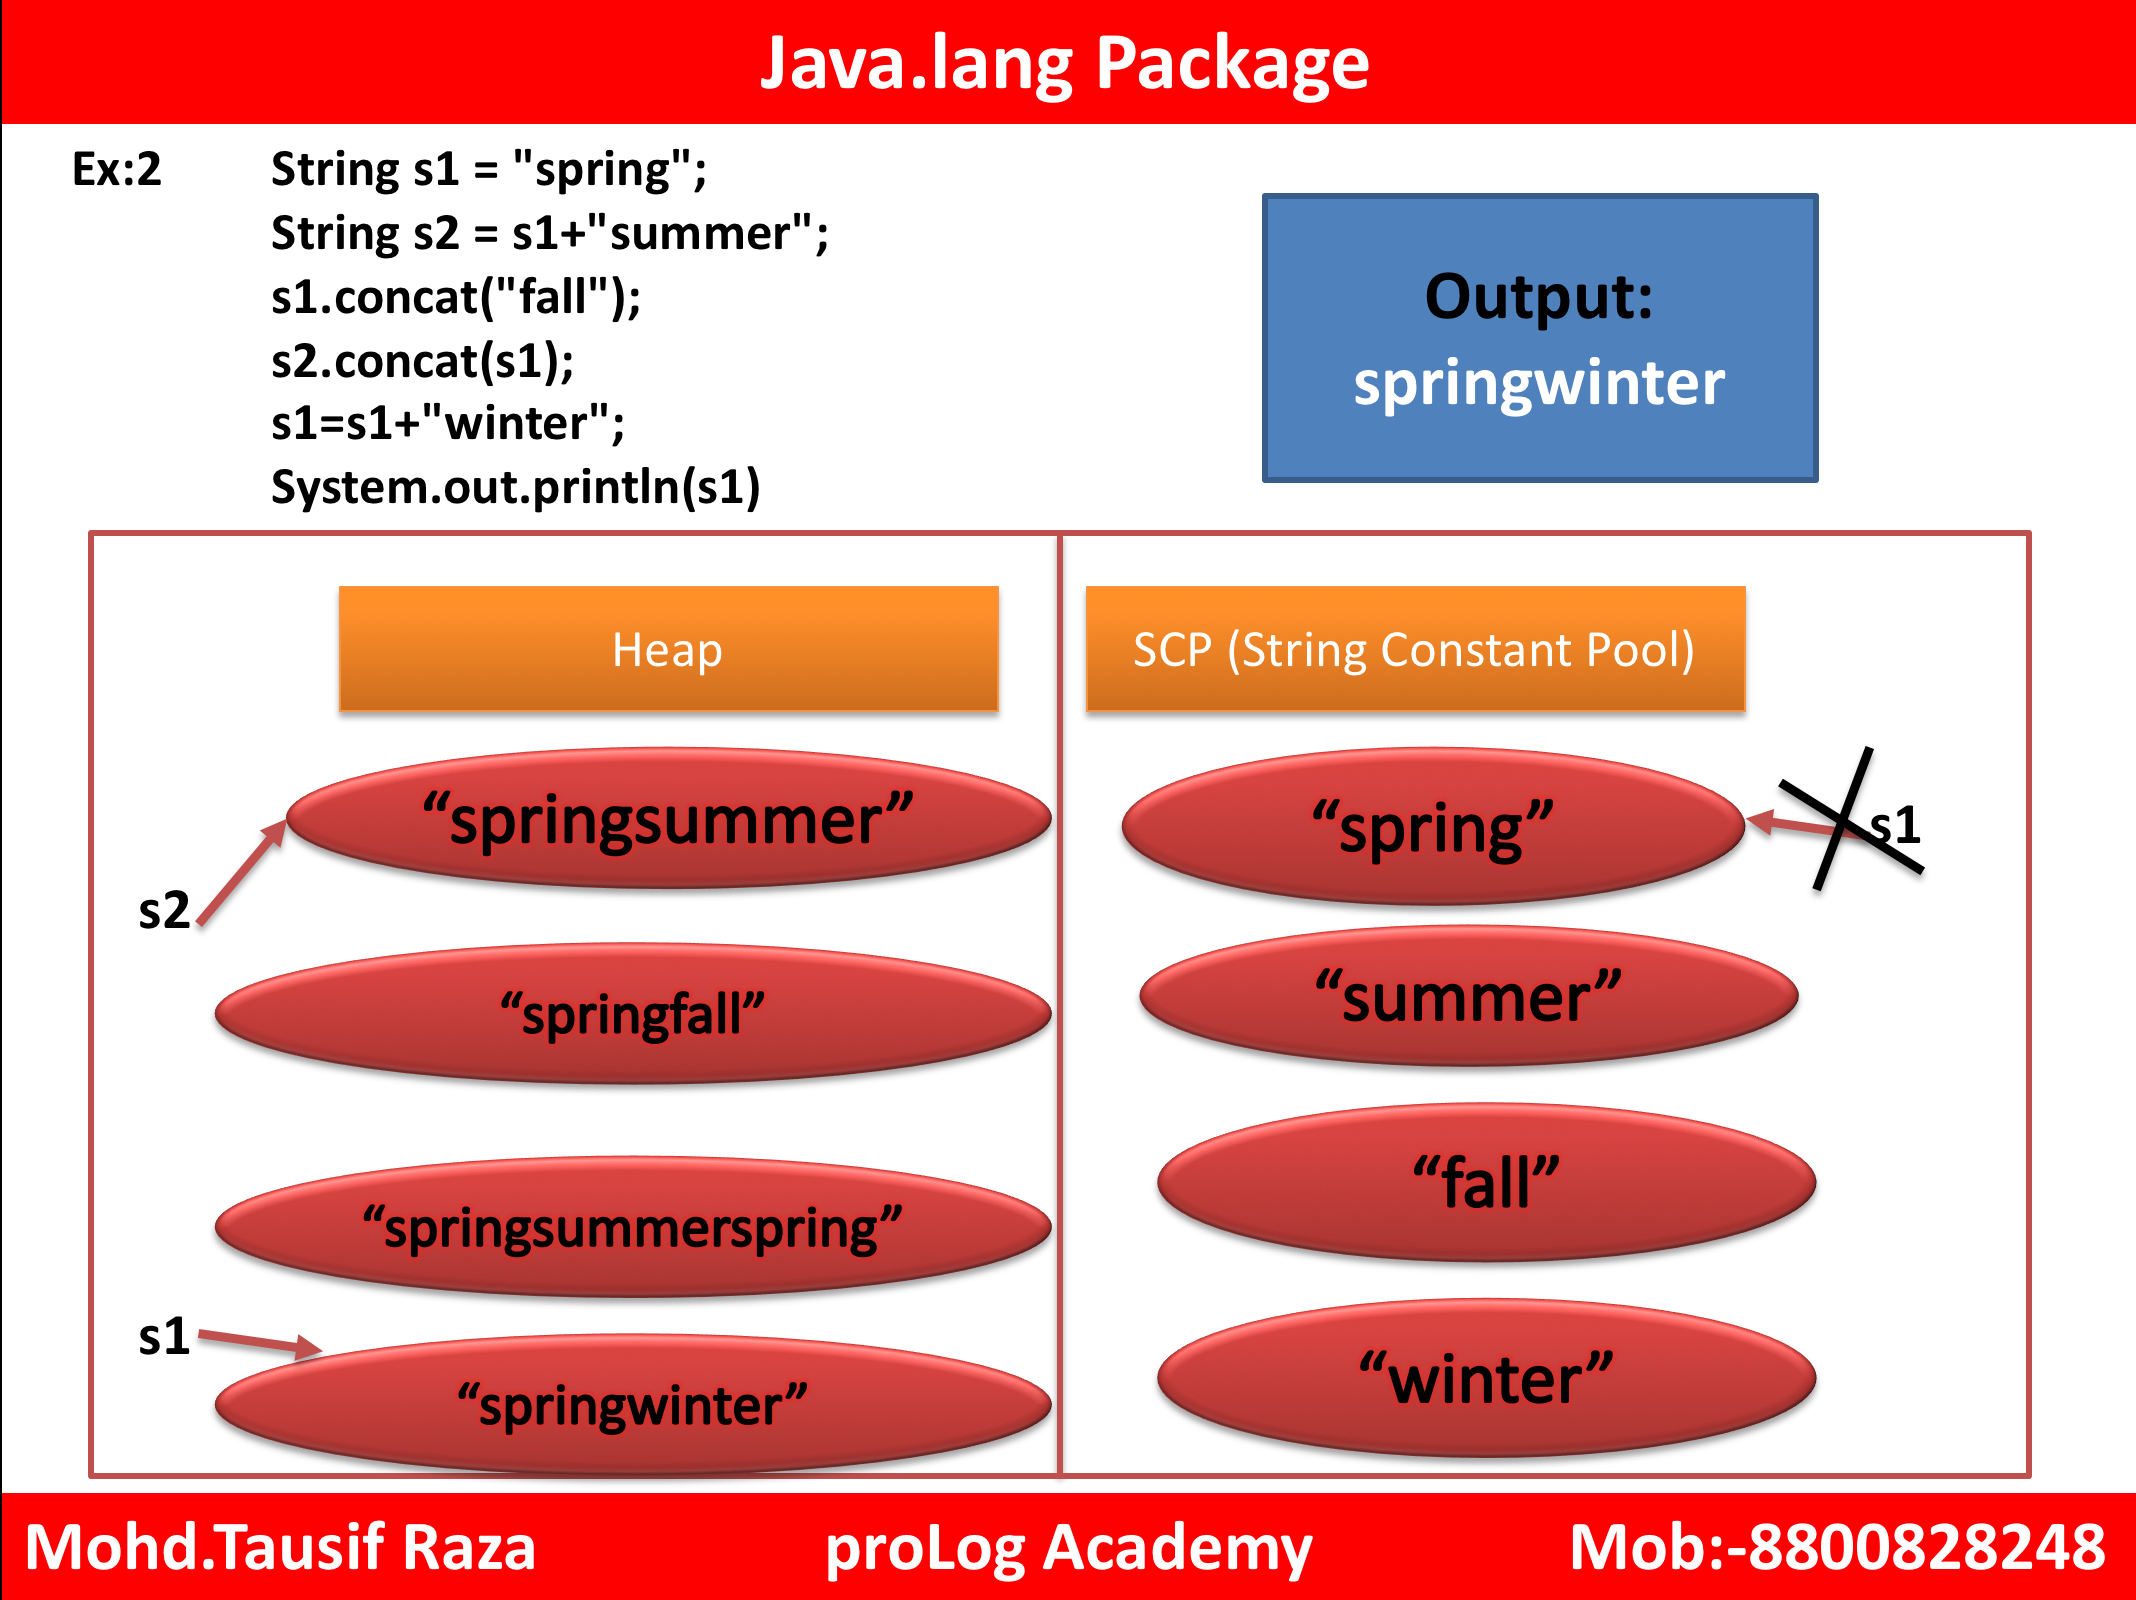 Java.lang Package
Ex:2 String s1 = "spring";
String s2 = s1+"summer";
s1.concat("fall");
s2.concat(s1);
s1=s1+"winter";
System.out.println(s1)
Output:
springwinter
Heap
SCP (String Constant Pool)
“springsummer”
s2
“springfall”
“springsummerspring”
s1
“springwinter”
“spring”
s1
“summer”
“fall”
“winter”
Mohd.Tausif Raza proLog Academy Mob:-8800828248